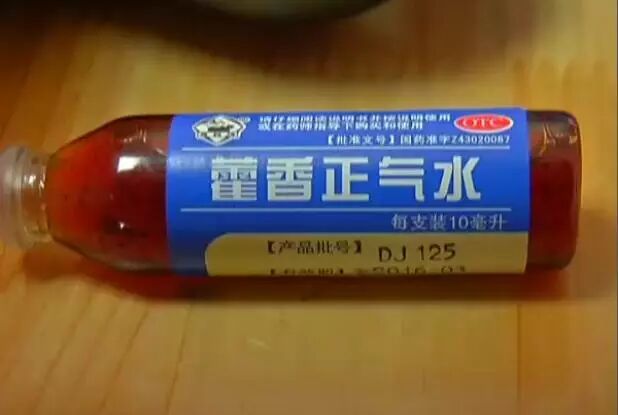 请仔细阅读说明书并按说明使用
或在药师指导下购买和使用
OTC
【批准文号】国药准字Z43020087
藿香正气水
每支装10毫升
【产品批号】 DJ 125
2016.03